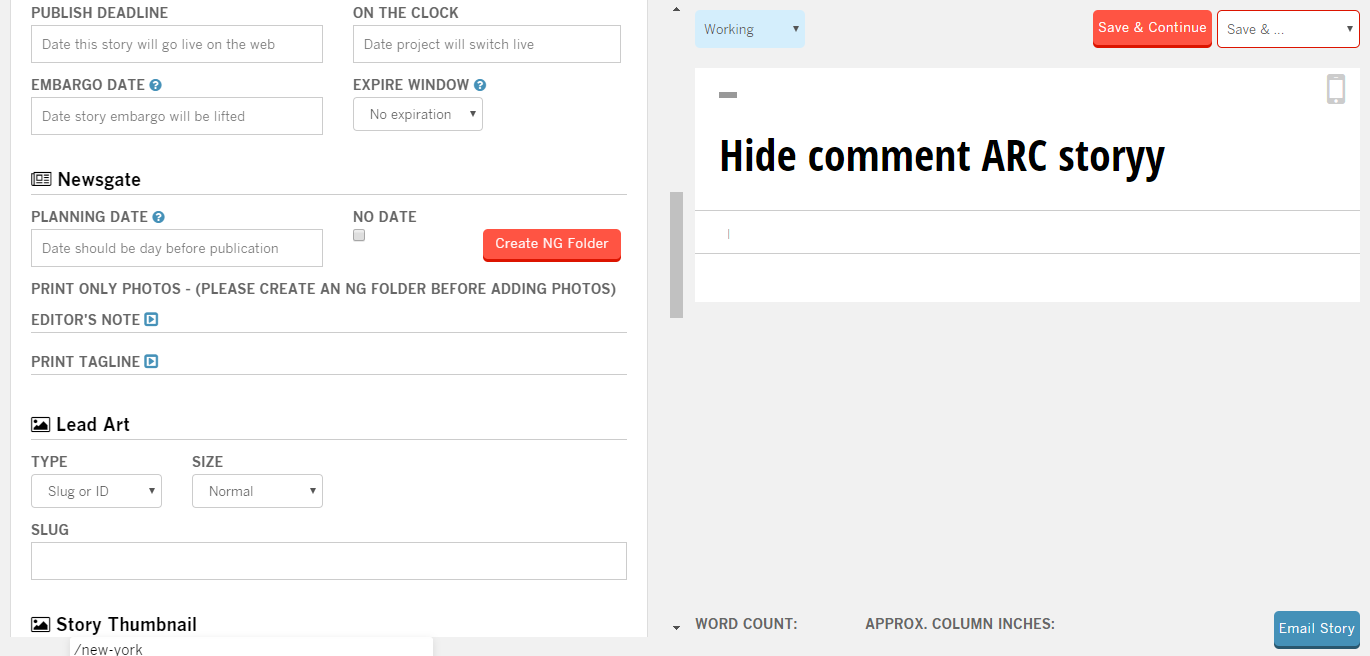 PUBLISH DEADLINE
Date this story will go live on the web
ON THE CLOCK
Date project will switch live
EMBARGO DATE ?
Date story embargo will be lifted
EXPIRE WINDOW ?
No expiration
Newsgate
PLANNING DATE ?
Date should be day before publication
NO DATE
Create NG Folder
PRINT ONLY PHOTOS - (PLEASE CREATE AN NG FOLDER BEFORE ADDING PHOTOS)
EDITOR'S NOTE
PRINT TAGLINE
Lead Art
TYPE
Slug or ID
SIZE
Normal
SLUG
Story Thumbnail
/new-york
Working
Save & Continue
Save & ...
Hide comment ARC storyy
WORD COUNT:
APPROX. COLUMN INCHES:
Email Story